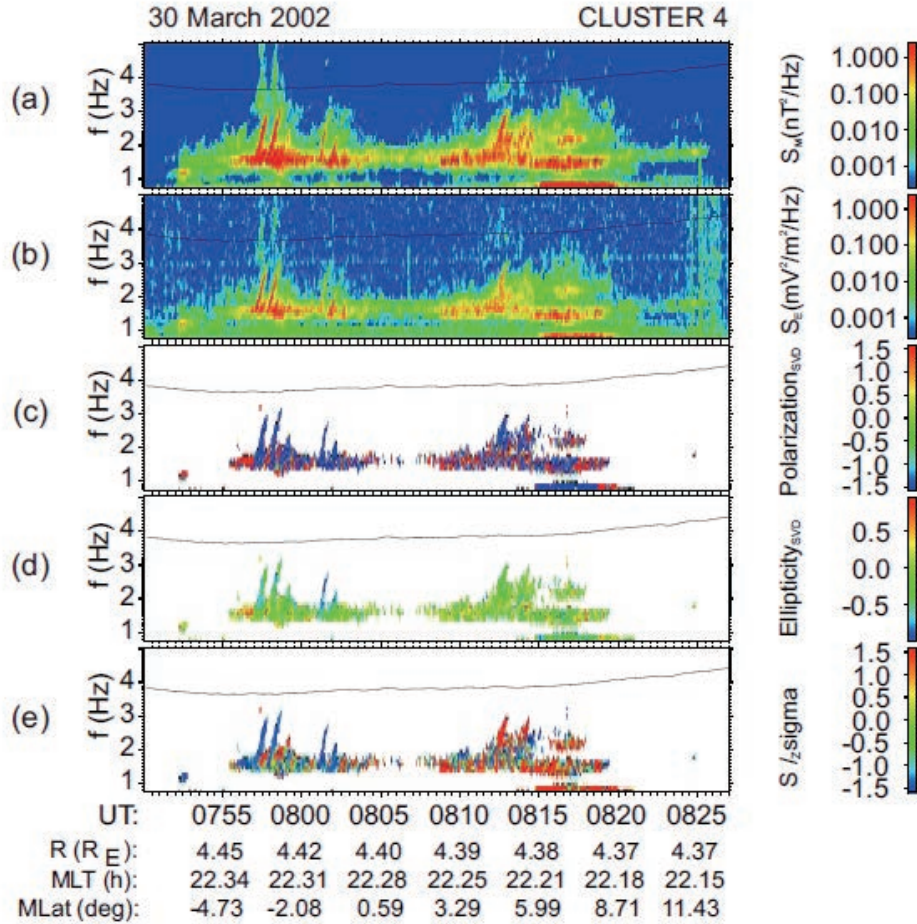 30 March 2002 CLUSTER 4
(a) f (Hz) 4 3 2 1 S_M(nT²/Hz) 1.000 0.100 0.010 0.001
(b) f (Hz) 4 3 2 1 S_E(mV²/m²/Hz) 1.000 0.100 0.010 0.001
(c) f (Hz) 4 3 2 1 Polarization_SVD 1.5 1.0 0.5 0.0 -0.5 -1.0 -1.5
(d) f (Hz) 4 3 2 1 Ellipticity_SVD 0.5 0.0 -0.5
(e) f (Hz) 4 3 2 1 S /_Z sigma 1.5 1.0 0.5 0.0 -0.5 -1.0 -1.5
UT: 0755 0800 0805 0810 0815 0820 0825
R (R_E): 4.45 4.42 4.40 4.39 4.38 4.37 4.37
MLT (h): 22.34 22.31 22.28 22.25 22.21 22.18 22.15
MLat (deg): -4.73 -2.08 0.59 3.29 5.99 8.71 11.43